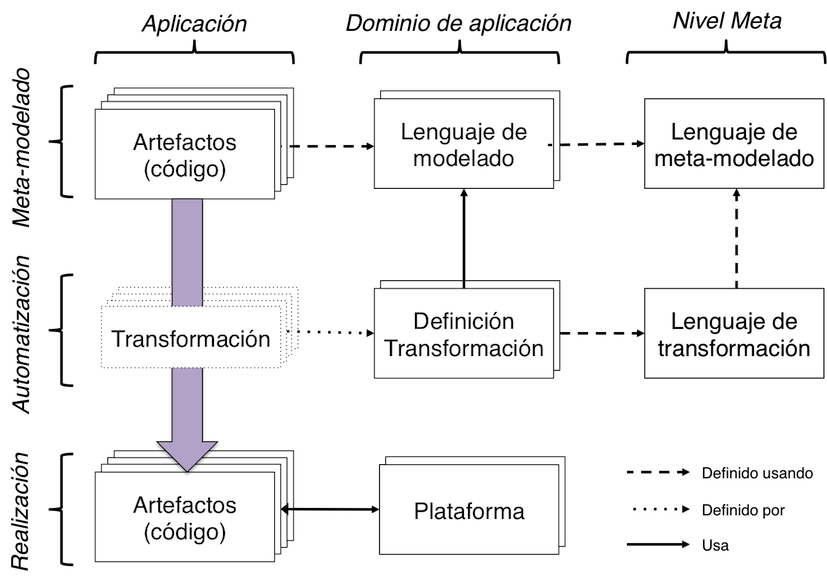 Aplicación
Dominio de aplicación
Nivel Meta
Meta-modelado
Artefactos
(código)
Lenguaje de
modelado
Lenguaje de
meta-modelado
Automatización
Transformación
Definición
Transformación
Lenguaje de
transformación
Realización
Artefactos
(código)
Plataforma
Definido usando
Definido por
Usa